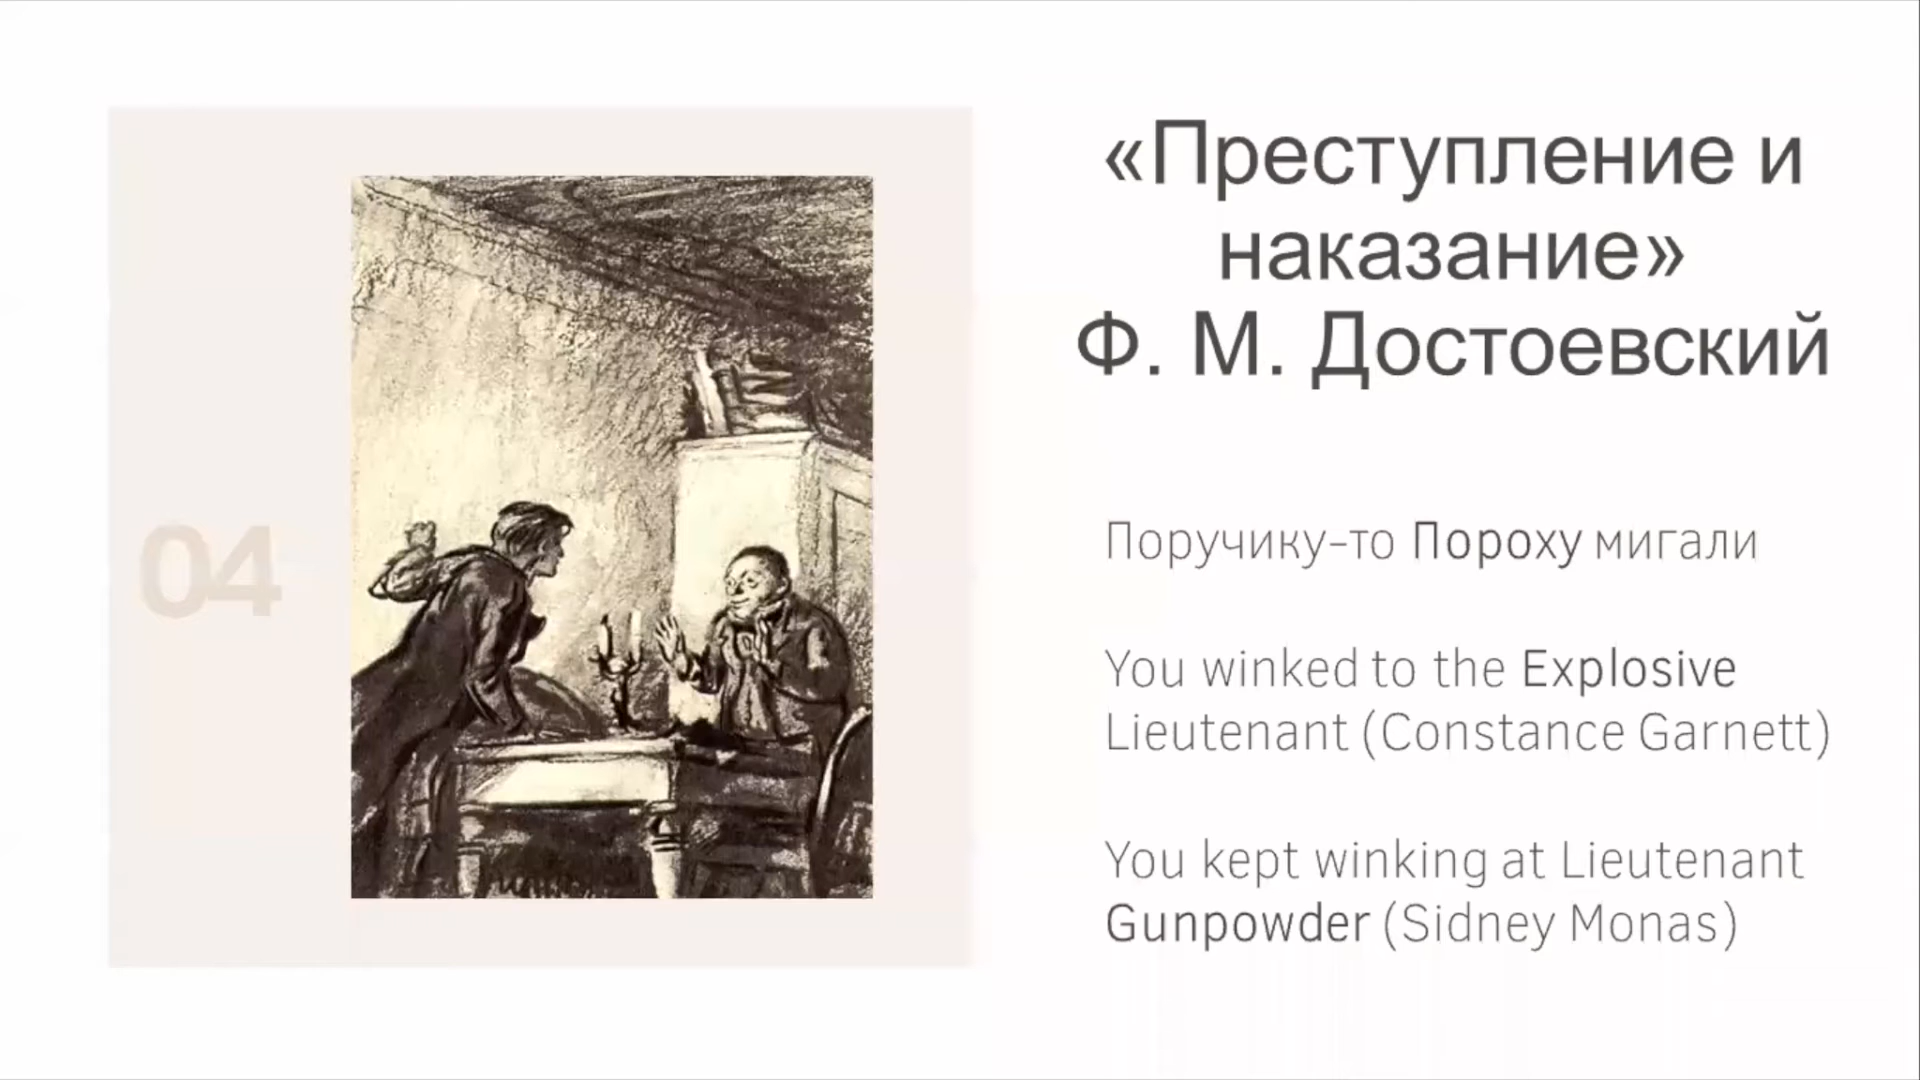 04
«Преступление и
наказание»
Ф. М. Достоевский
Поручику-то Пороху мигали
You winked to the Explosive
Lieutenant (Constance Garnett)
You kept winking at Lieutenant
Gunpowder (Sidney Monas)